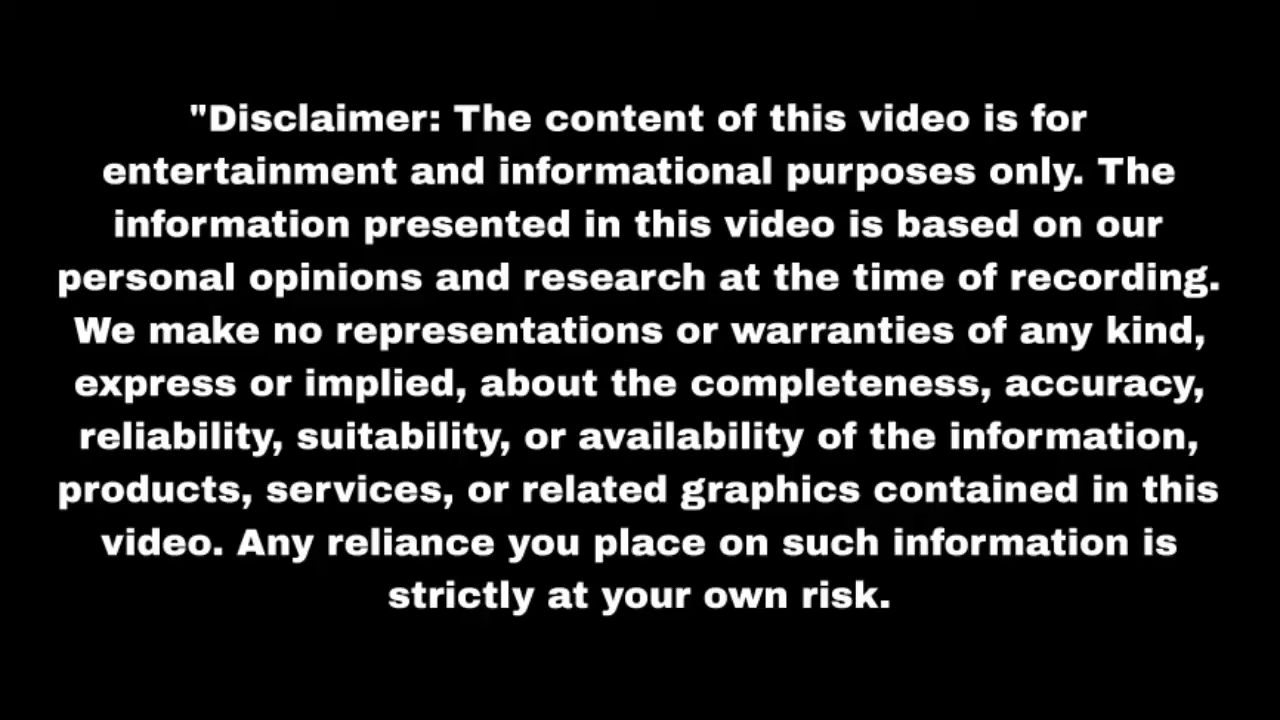 "Disclaimer: The content of this video is for
entertainment and informational purposes only. The
information presented in this video is based on our
personal opinions and research at the time of recording.
We make no representations or warranties of any kind,
express or implied, about the completeness, accuracy,
reliability, suitability, or availability of the information,
products, services, or related graphics contained in this
video. Any reliance you place on such information is
strictly at your own risk.